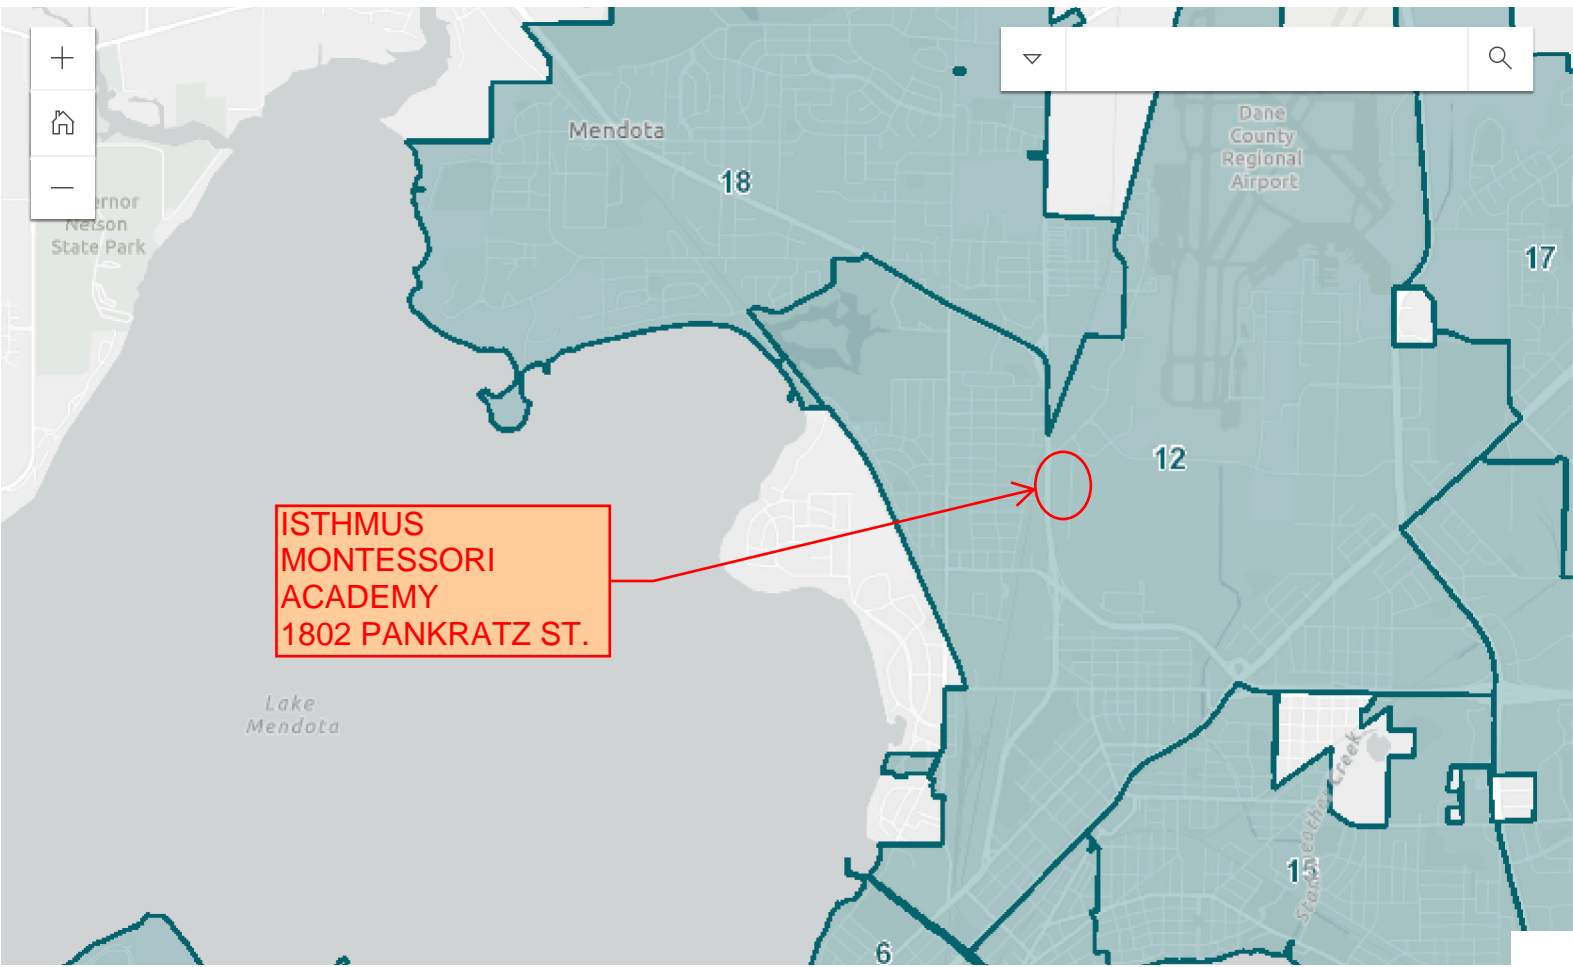 Mendota
18
Dane
County
Regional
Airport
ernor
Nelson
State Park
17
12
ISTHMUS
MONTESSORI
ACADEMY
1802 PANKRATZ ST.
Lake
Mendota
Creek
6